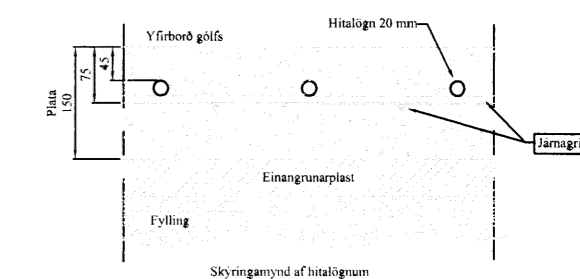 Yfirborð gólfs
Hitalögn 20 mm
45
75
Plata
150
Járnagri
Einangrunarplast
Fylling
Skýringamynd af hitalögnum